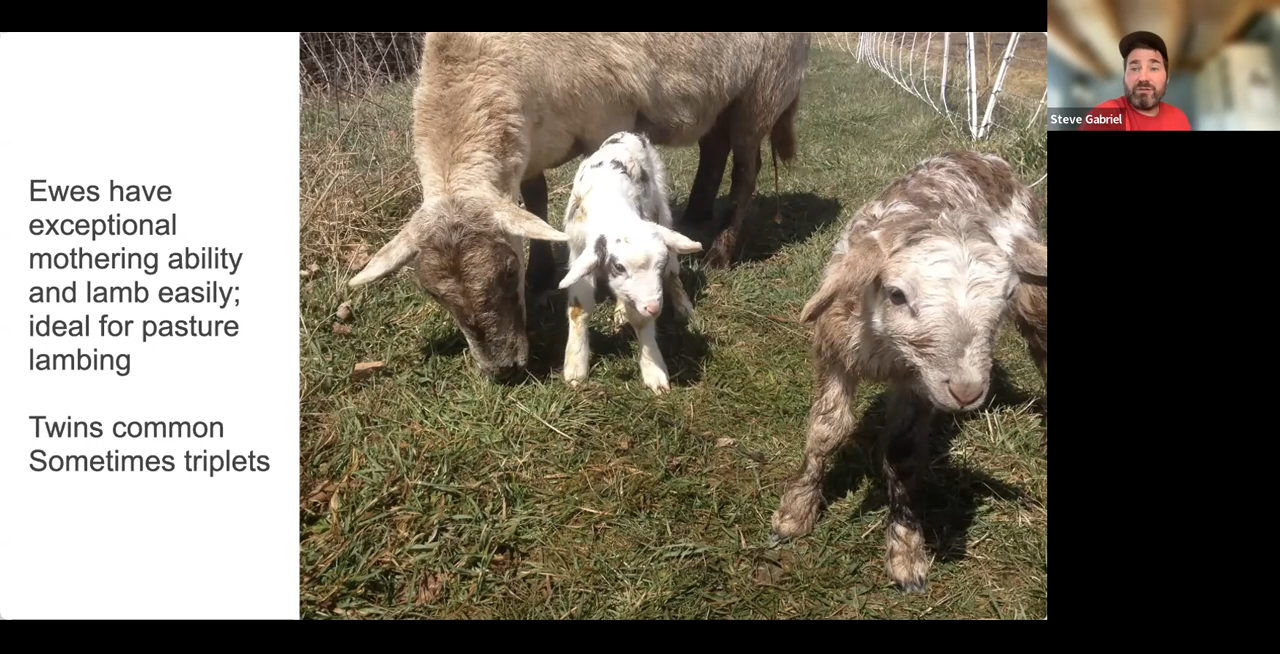 Ewes have
exceptional
mothering ability
and lamb easily;
ideal for pasture
lambing
Twins common
Sometimes triplets
Steve Gabriel